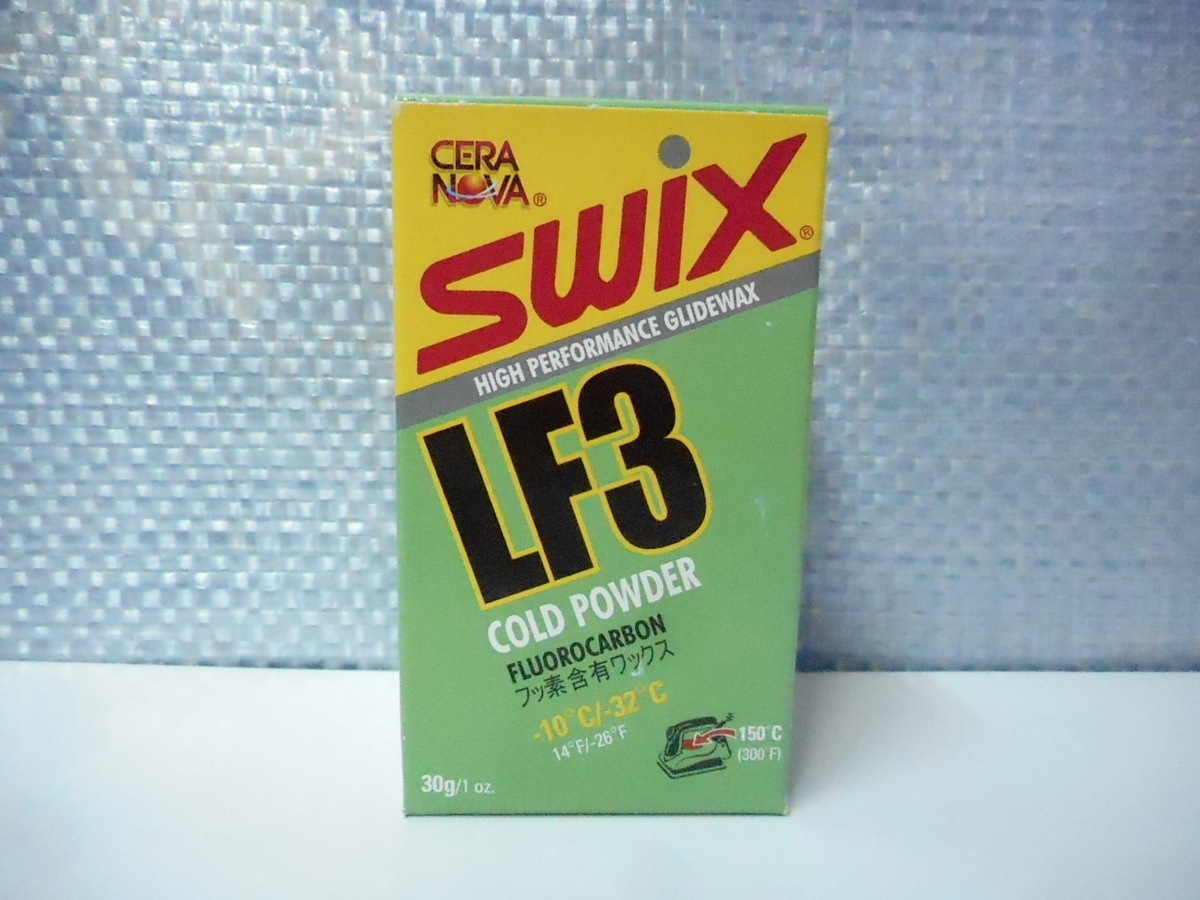 CERA
NOVA®
SWIX®
HIGH PERFORMANCE GLIDEWAX
LF3
COLD POWDER
FLUOROCARBON
フッ素含有ワックス
-10°C/-32°C
14°F/-26°F
150°C
(300°F)
30g/1 oz.